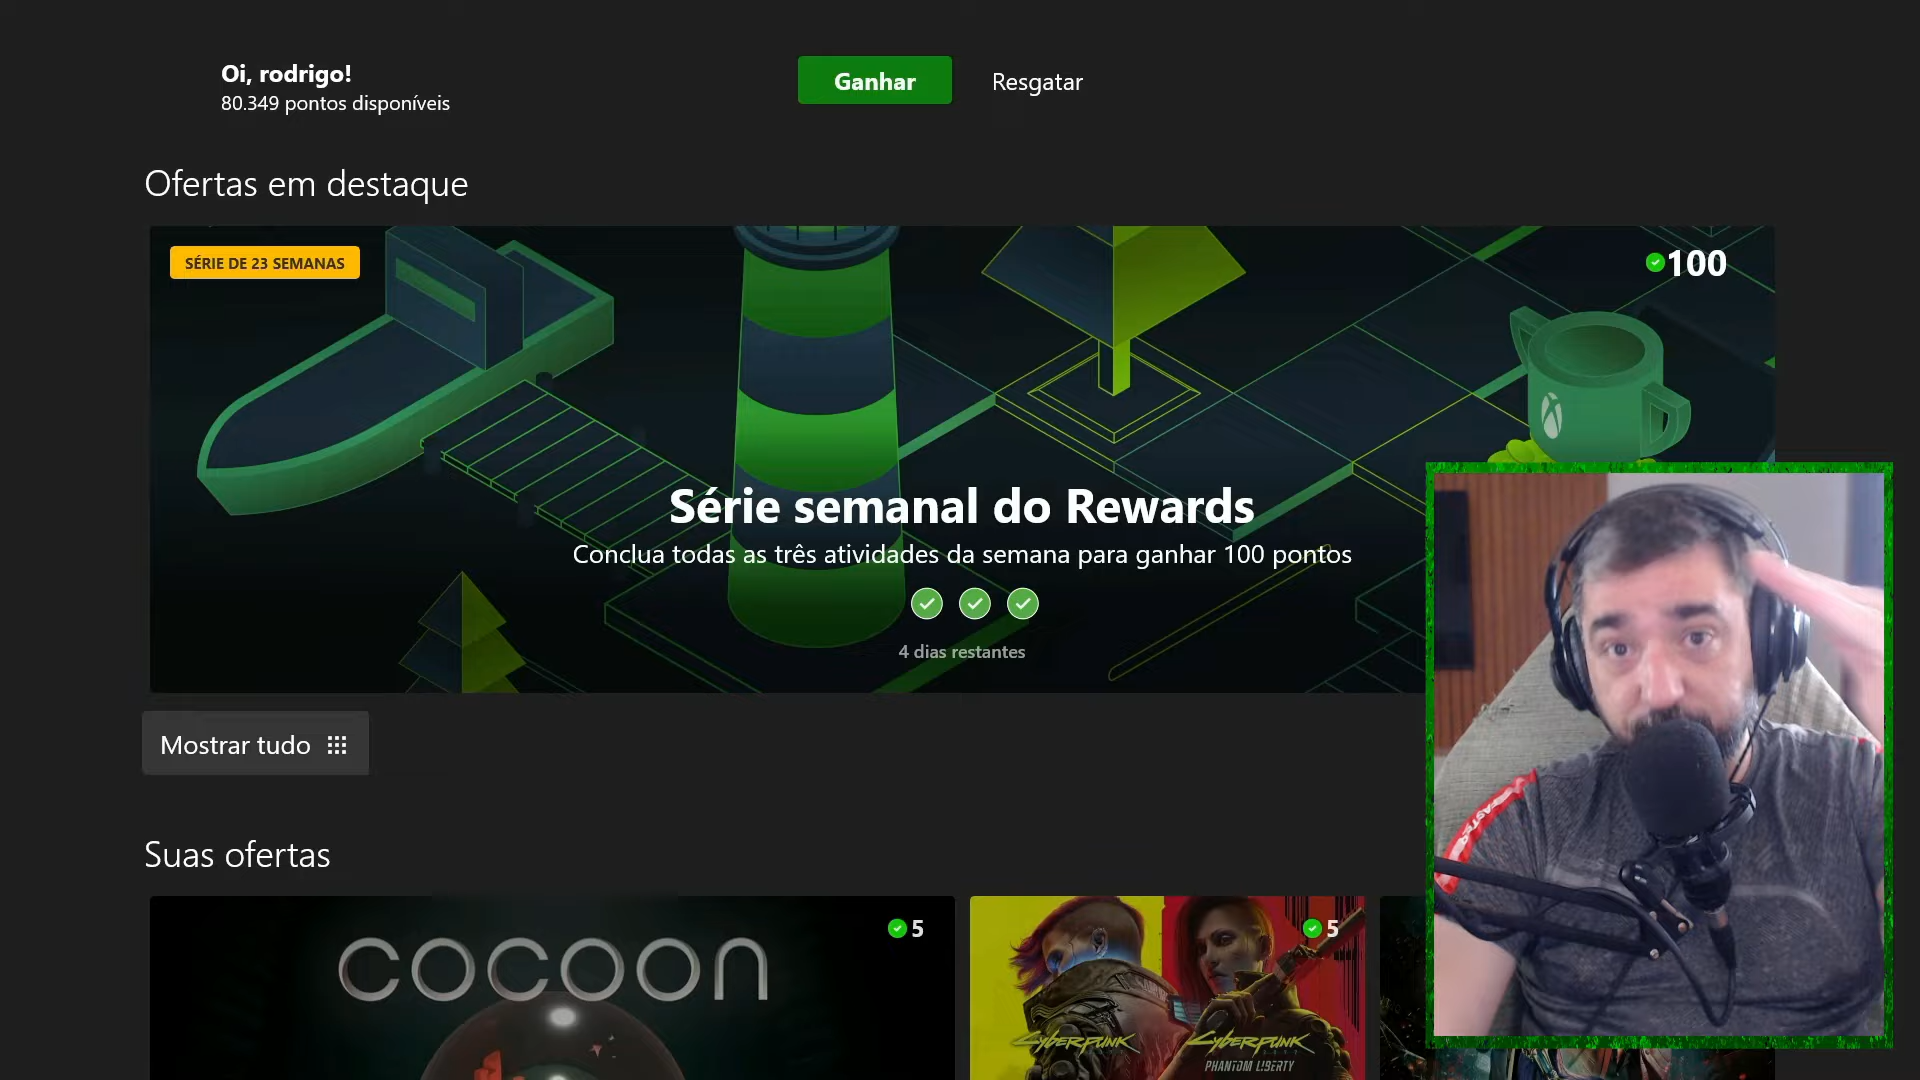 Oi, rodrigo!
80.349 pontos disponíveis
Ganhar
Resgatar
Ofertas em destaque
SÉRIE DE 23 SEMANAS
100
Série semanal do Rewards
Conclua todas as três atividades da semana para ganhar 100 pontos
4 dias restantes
Mostrar tudo
Suas ofertas
COCOON
5
5
Cyberpunk
Cyberpunk
PHANTOM LIBERTY